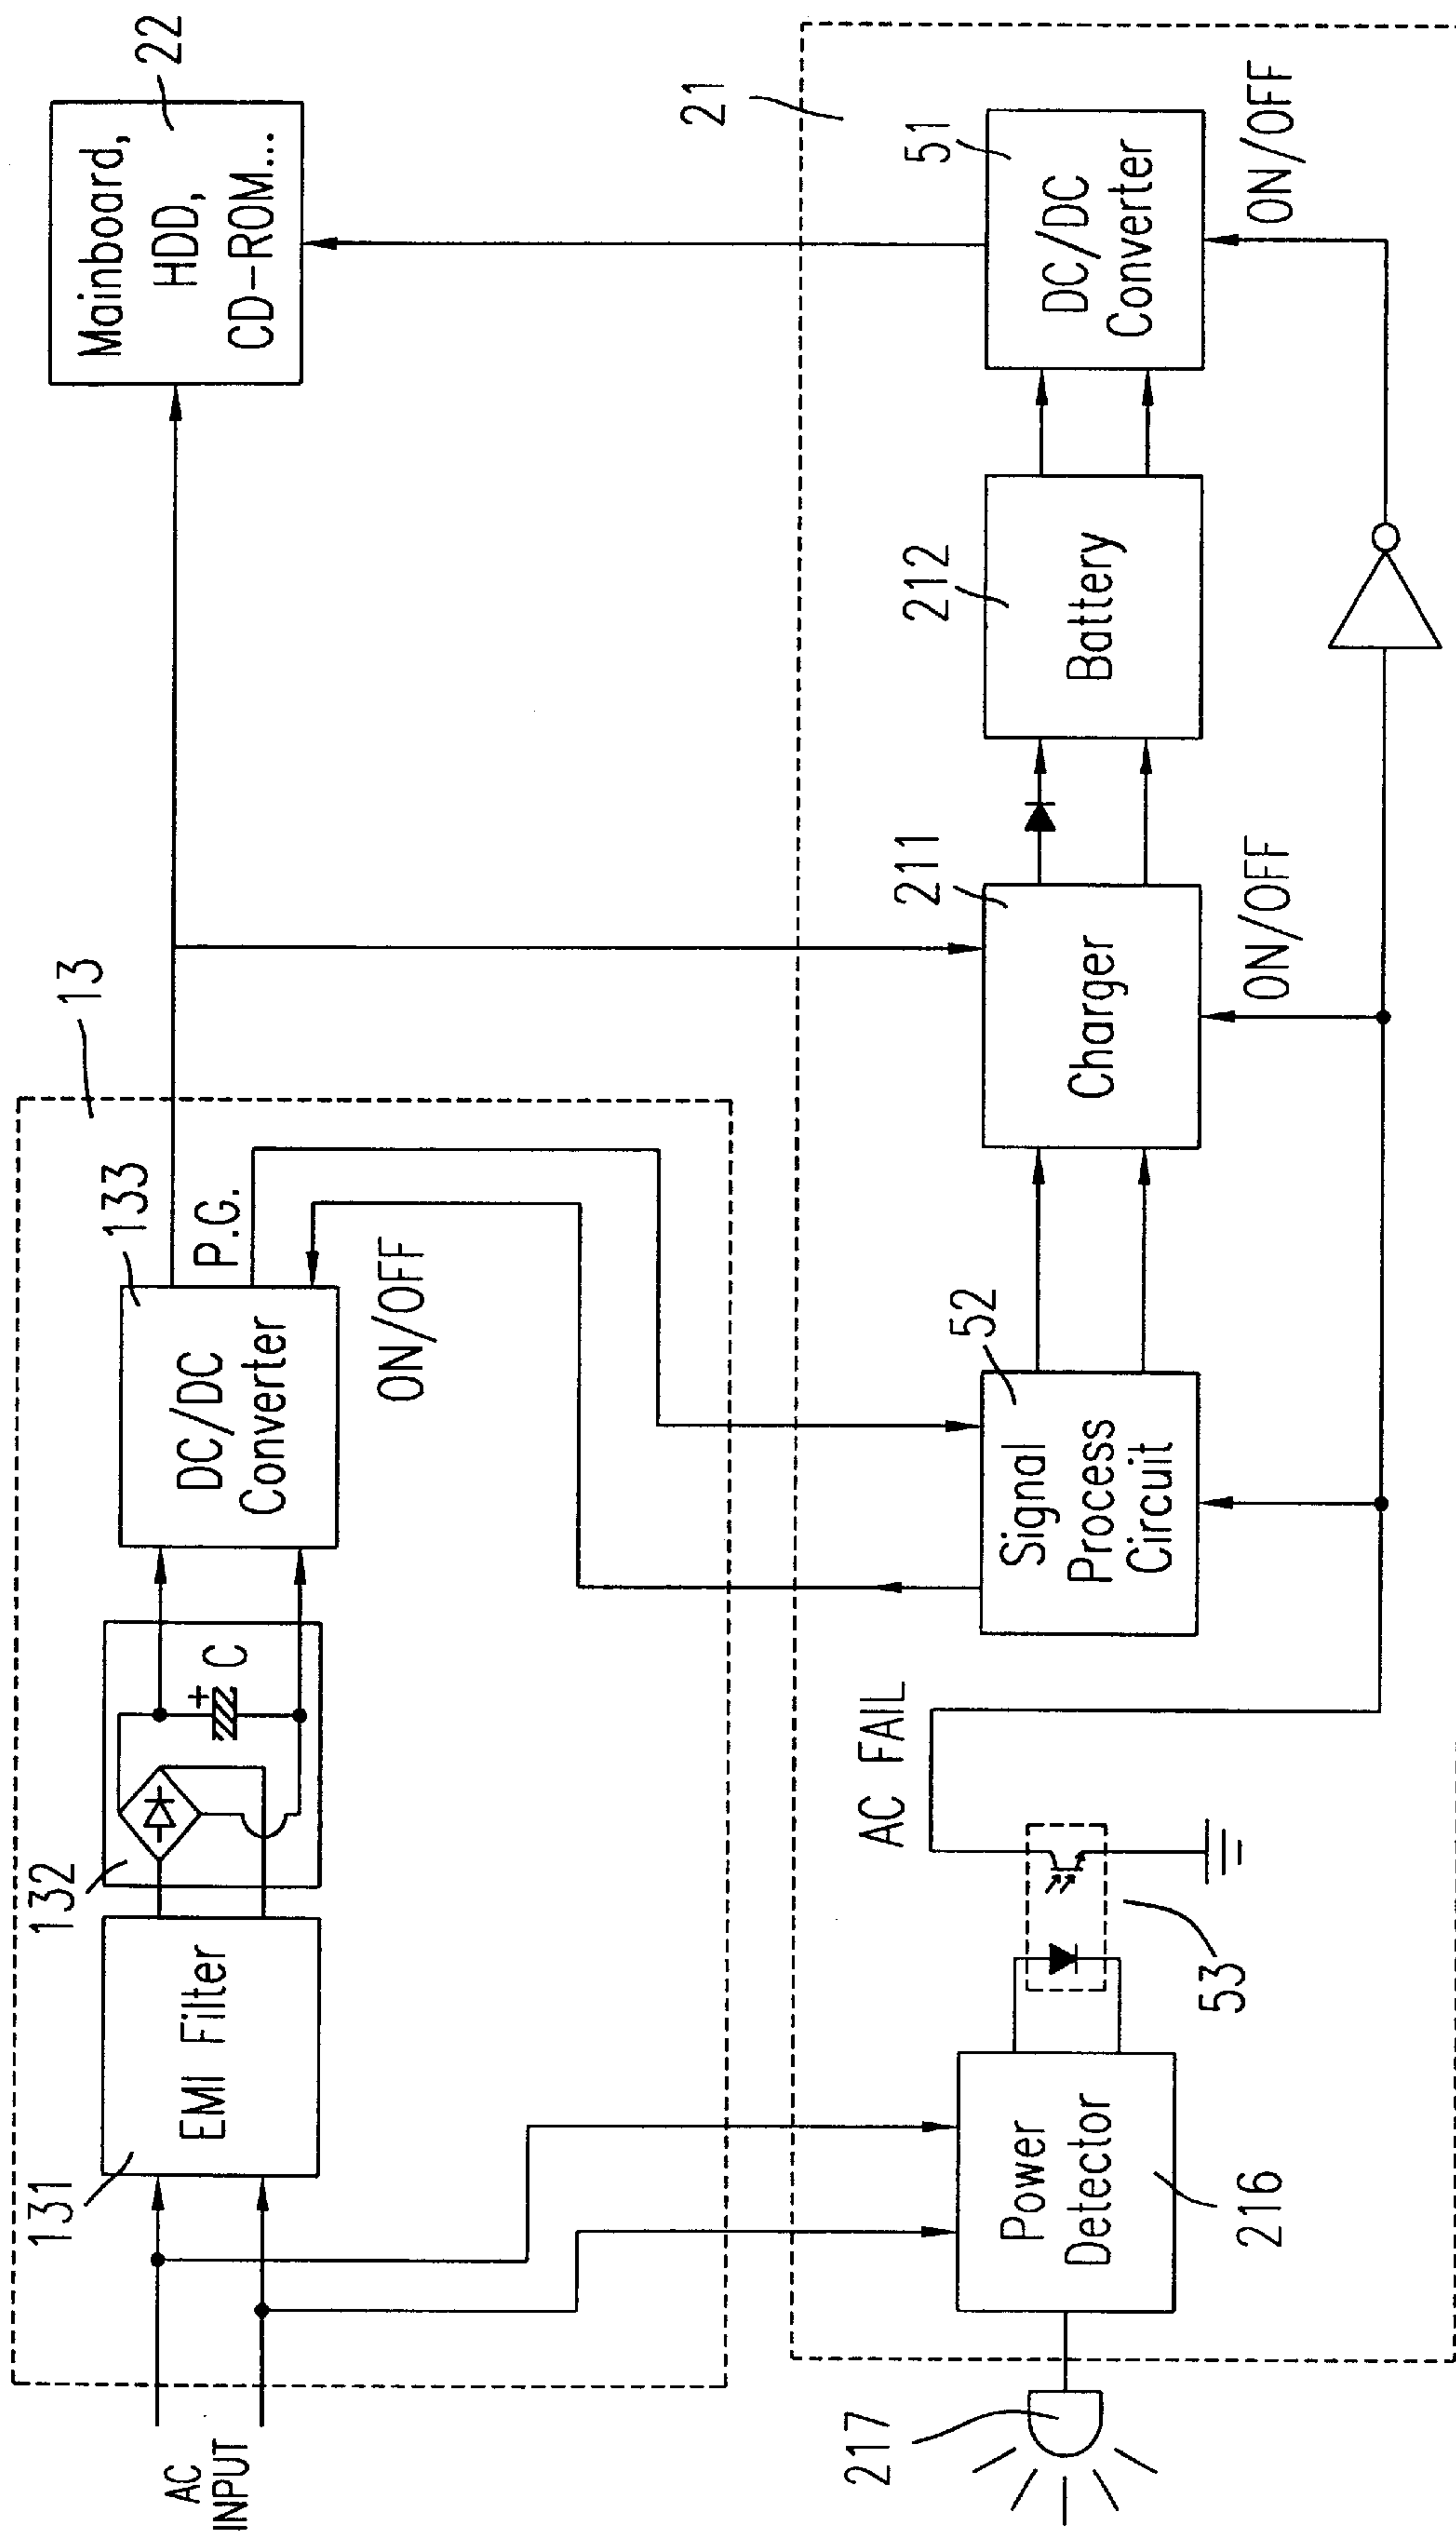 13
22
Mainboard,
HDD,
CD-ROM...
131
EMI Filter
132
C
+
133
DC/DC
Converter
P.G.
ON/OFF
AC
INPUT
21
217
Power
Detector
216
53
AC FAIL
52
Signal
Process
Circuit
211
Charger
ON/OFF
212
Battery
51
DC/DC
Converter
ON/OFF